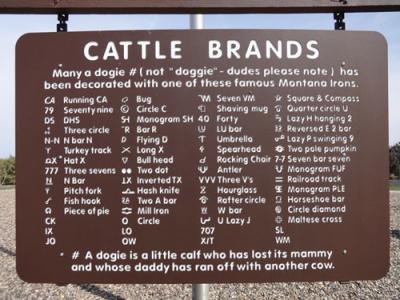 CATTLE BRANDS
Many a dogie # ( not "doggie" - dudes please note ) has
been decorated with one of these famous Montana Irons.
CA Running CA
79 Seventy nine
DS DHS
Three circle
N-N N bar N
Turkey track
Hat X
777 Three sevens
N Bar
Pitch fork
Fish hook
Piece of pie
CK
IX
JO
Bug
Circle C
Monogram SH
Bar R
Flying D
Long X
Bull head
Two dot
Inverted TX
Hash knife
Two A bar
Mill Iron
Circle
LO
OW
Seven VM
Shaving mug
40 Forty
LU bar
Umbrella
Spearhead
Rocking Chair
Antler
VVV Three V's
Hourglass
Rafter circle
W bar
U Lazy J
707
X/T
Square & Compass
Quarter circle U
Lazy H hanging 2
Reversed E 2 bar
Lazy P swinging 9
Two pole pumpkin
7-7 Seven bar seven
Monogram FUF
Railroad track
Monogram PLE
Horseshoe bar
Circle diamond
Maltese cross
SL
WM
# A dogie is a little calf who has lost its mammy
and whose daddy has ran off with another cow.